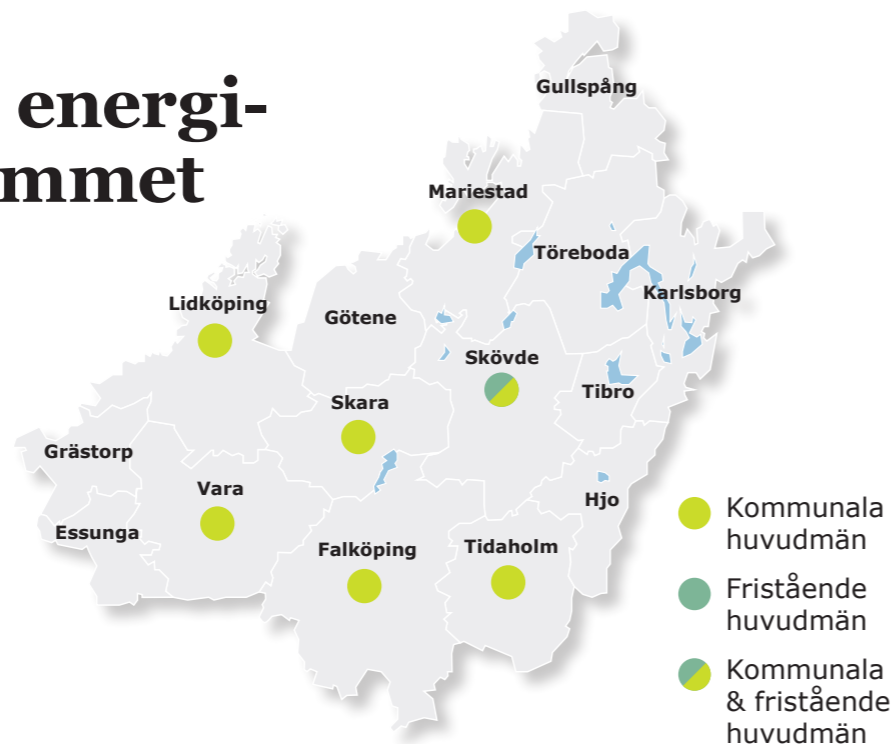 energi-
mmet
Gullspång
Mariestad
Töreboda
Karlsborg
Lidköping
Götene
Skövde
Tibro
Skara
Grästorp
Vara
Hjo
Essunga
Falköping
Tidaholm
Kommunala
huvudmän
Fristående
huvudmän
Kommunala
& fristående
huvudmän